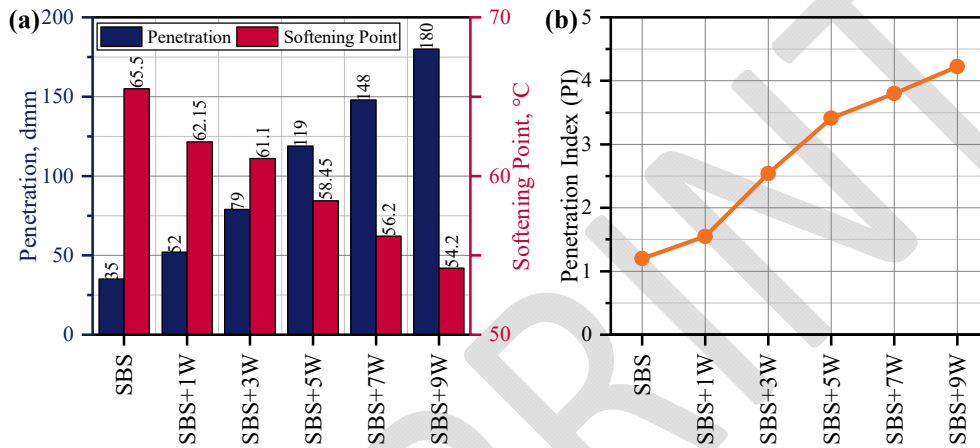 (a)
Penetration
Softening Point
200
150
100
50
0
Penetration, dmm
35
65.5
52
62.15
79
61.1
119
58.45
148
56.2
180
54.2
70
60
50
Softening Point, °C
SBS
SBS+1W
SBS+3W
SBS+5W
SBS+7W
SBS+9W
(b)
5
4
3
2
1
0
Penetration Index (PI)
SBS
SBS+1W
SBS+3W
SBS+5W
SBS+7W
SBS+9W
PRINT